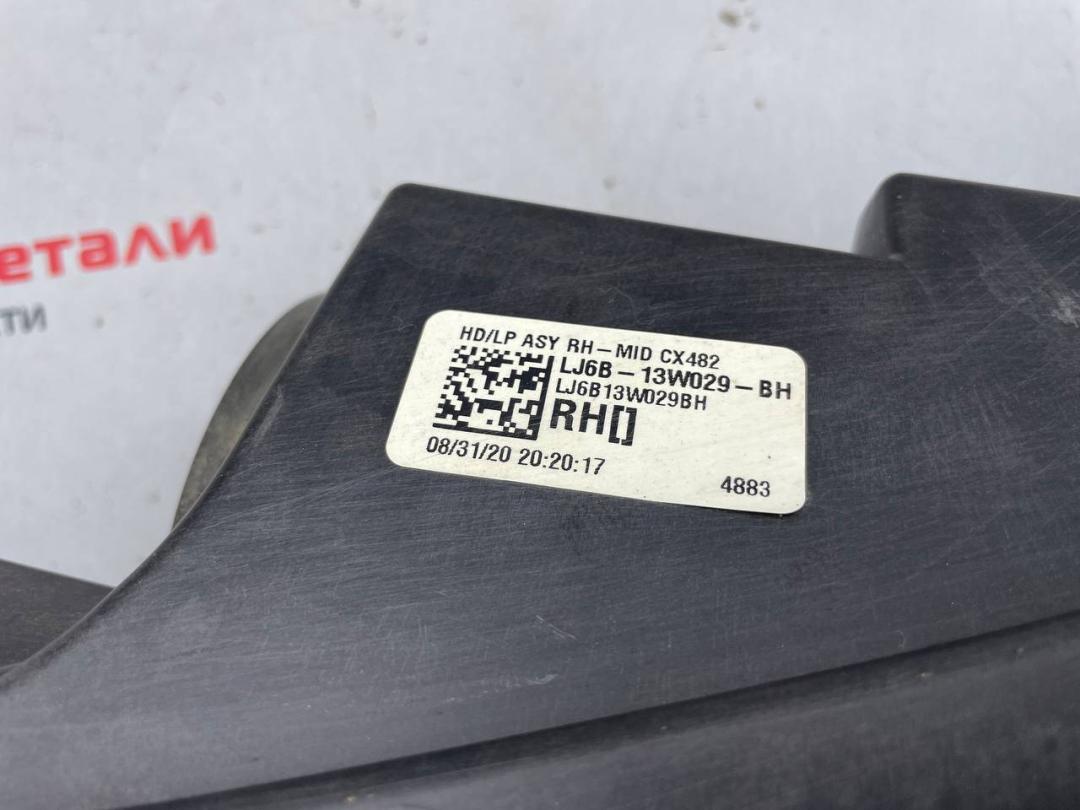 етали
сти
HD/LP ASY RH-MID CX482
LJ6B-13W029-BH
LJ6B13W029BH
RH[]
08/31/20 20:20:17
4883